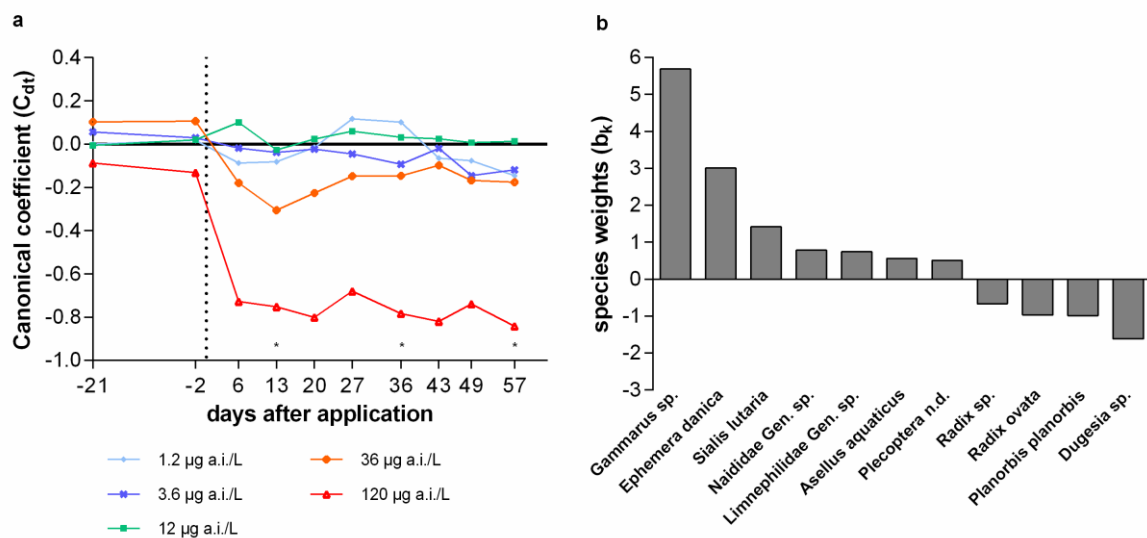 a
Canonical coefficient (Cdt)
0.4
0.2
0.0
-0.2
-0.4
-0.6
-0.8
-1.0
* * *
-21 -2 6 13 20 27 36 43 49 57
days after application
1.2 µg a.i./L
3.6 µg a.i./L
12 µg a.i./L
36 µg a.i./L
120 µg a.i./L
b
species weights (bk)
6
5
4
3
2
1
0
-1
-2
-3
Gammarus sp.
Ephemera danica
Sialis lutaria
Naididae Gen. sp.
Limnephilidae Gen. sp.
Asellus aquaticus
Plecoptera n.d.
Radix sp.
Radix ovata
Planorbis planorbis
Dugesia sp.